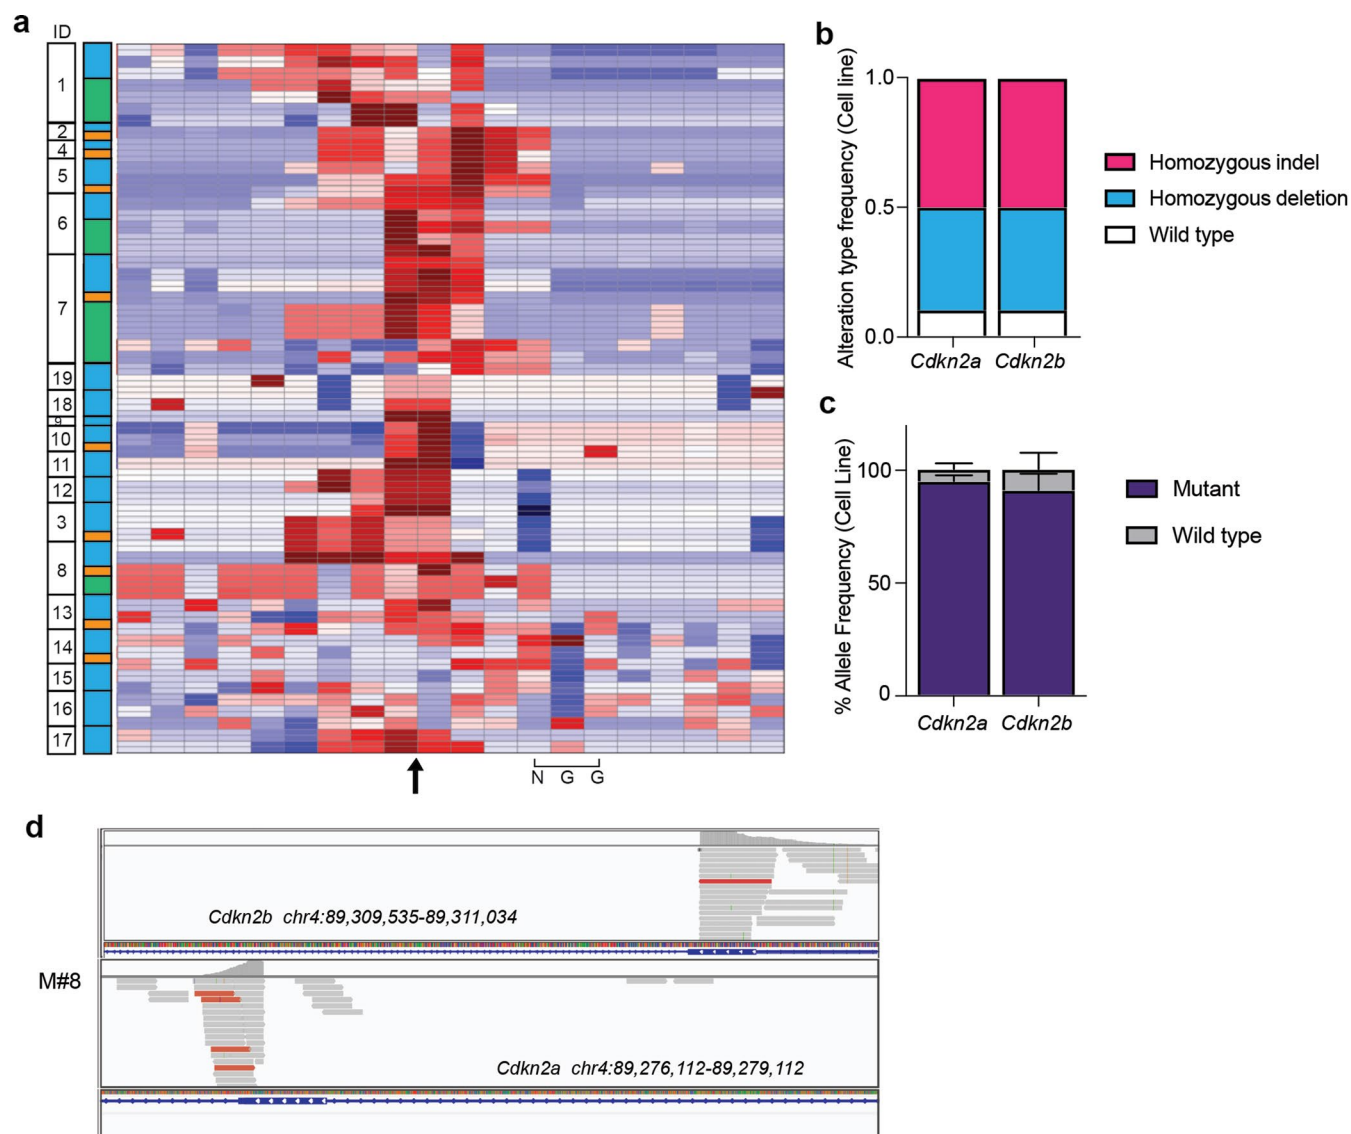 a
ID
1
2
4
5
6
7
19
18
9
10
11
12
3
8
13
14
15
16
17
N G G
b
Alteration type frequency (Cell line)
1.0
0.5
0.0
Cdkn2a Cdkn2b
Homozygous indel
Homozygous deletion
Wild type
c
% Allele Frequency (Cell Line)
100
50
0
Cdkn2a Cdkn2b
Mutant
Wild type
d
Cdkn2b chr4:89,309,535-89,311,034
M#8
Cdkn2a chr4:89,276,112-89,279,112